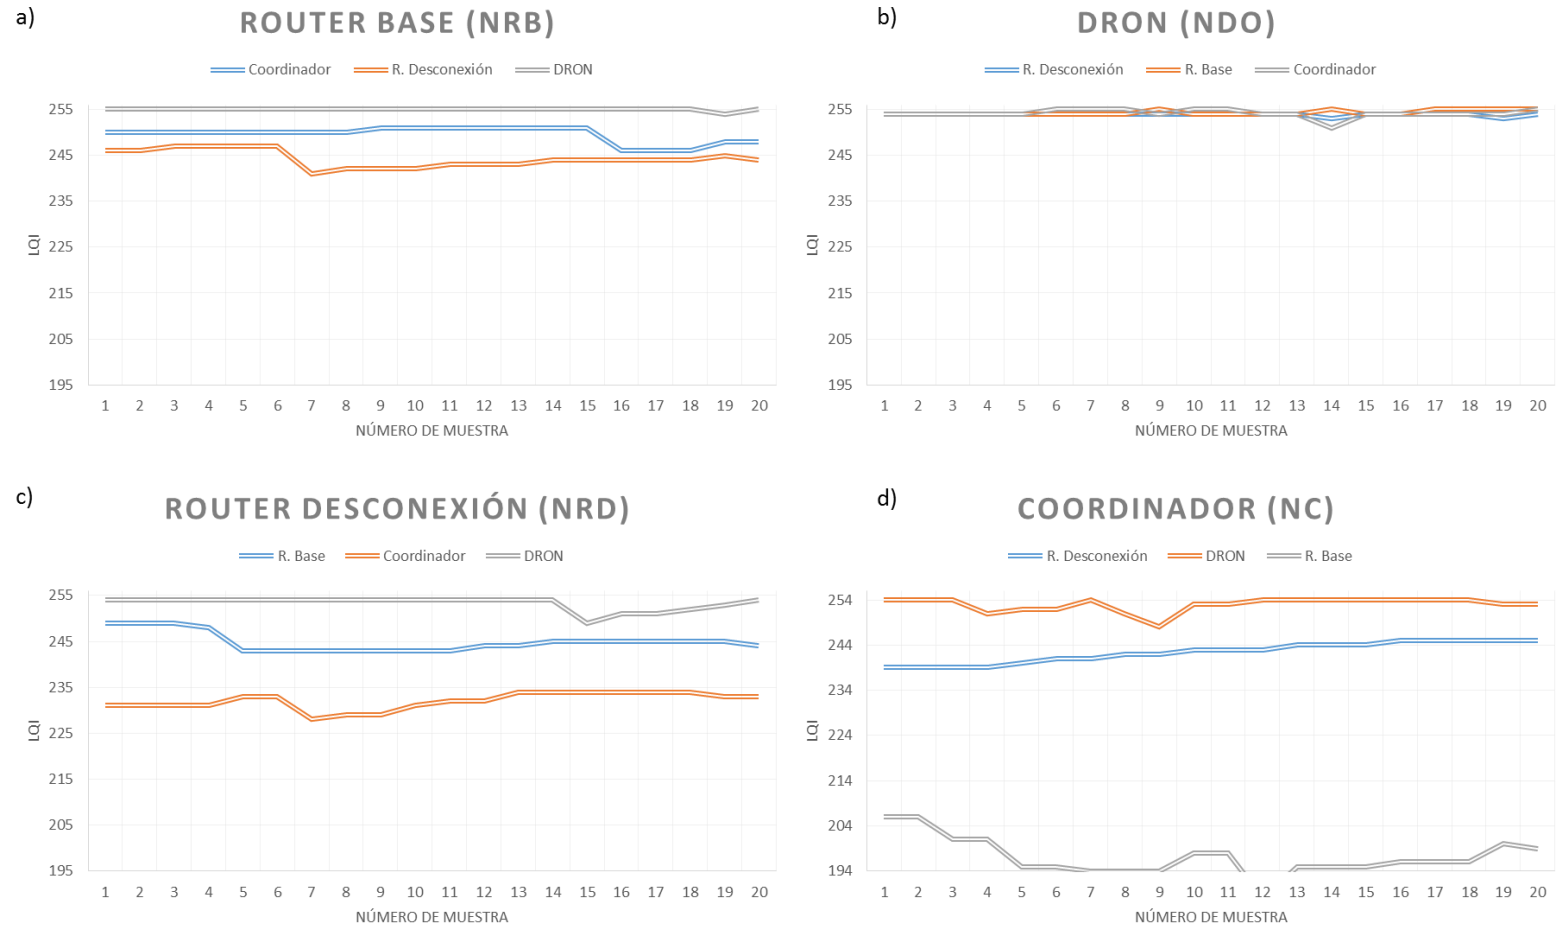 a)
ROUTER BASE (NRB)
Coordinador R. Desconexión DRON
255
245
235
225
215
205
195
LQI
1 2 3 4 5 6 7 8 9 10 11 12 13 14 15 16 17 18 19 20
NÚMERO DE MUESTRA
b)
DRON (NDO)
R. Desconexión R. Base Coordinador
255
245
235
225
215
205
195
LQI
1 2 3 4 5 6 7 8 9 10 11 12 13 14 15 16 17 18 19 20
NÚMERO DE MUESTRA
c)
ROUTER DESCONEXIÓN (NRD)
R. Base Coordinador DRON
255
245
235
225
215
205
195
LQI
1 2 3 4 5 6 7 8 9 10 11 12 13 14 15 16 17 18 19 20
NÚMERO DE MUESTRA
d)
COORDINADOR (NC)
R. Desconexión DRON R. Base
254
244
234
224
214
204
194
LQI
1 2 3 4 5 6 7 8 9 10 11 12 13 14 15 16 17 18 19 20
NÚMERO DE MUESTRA